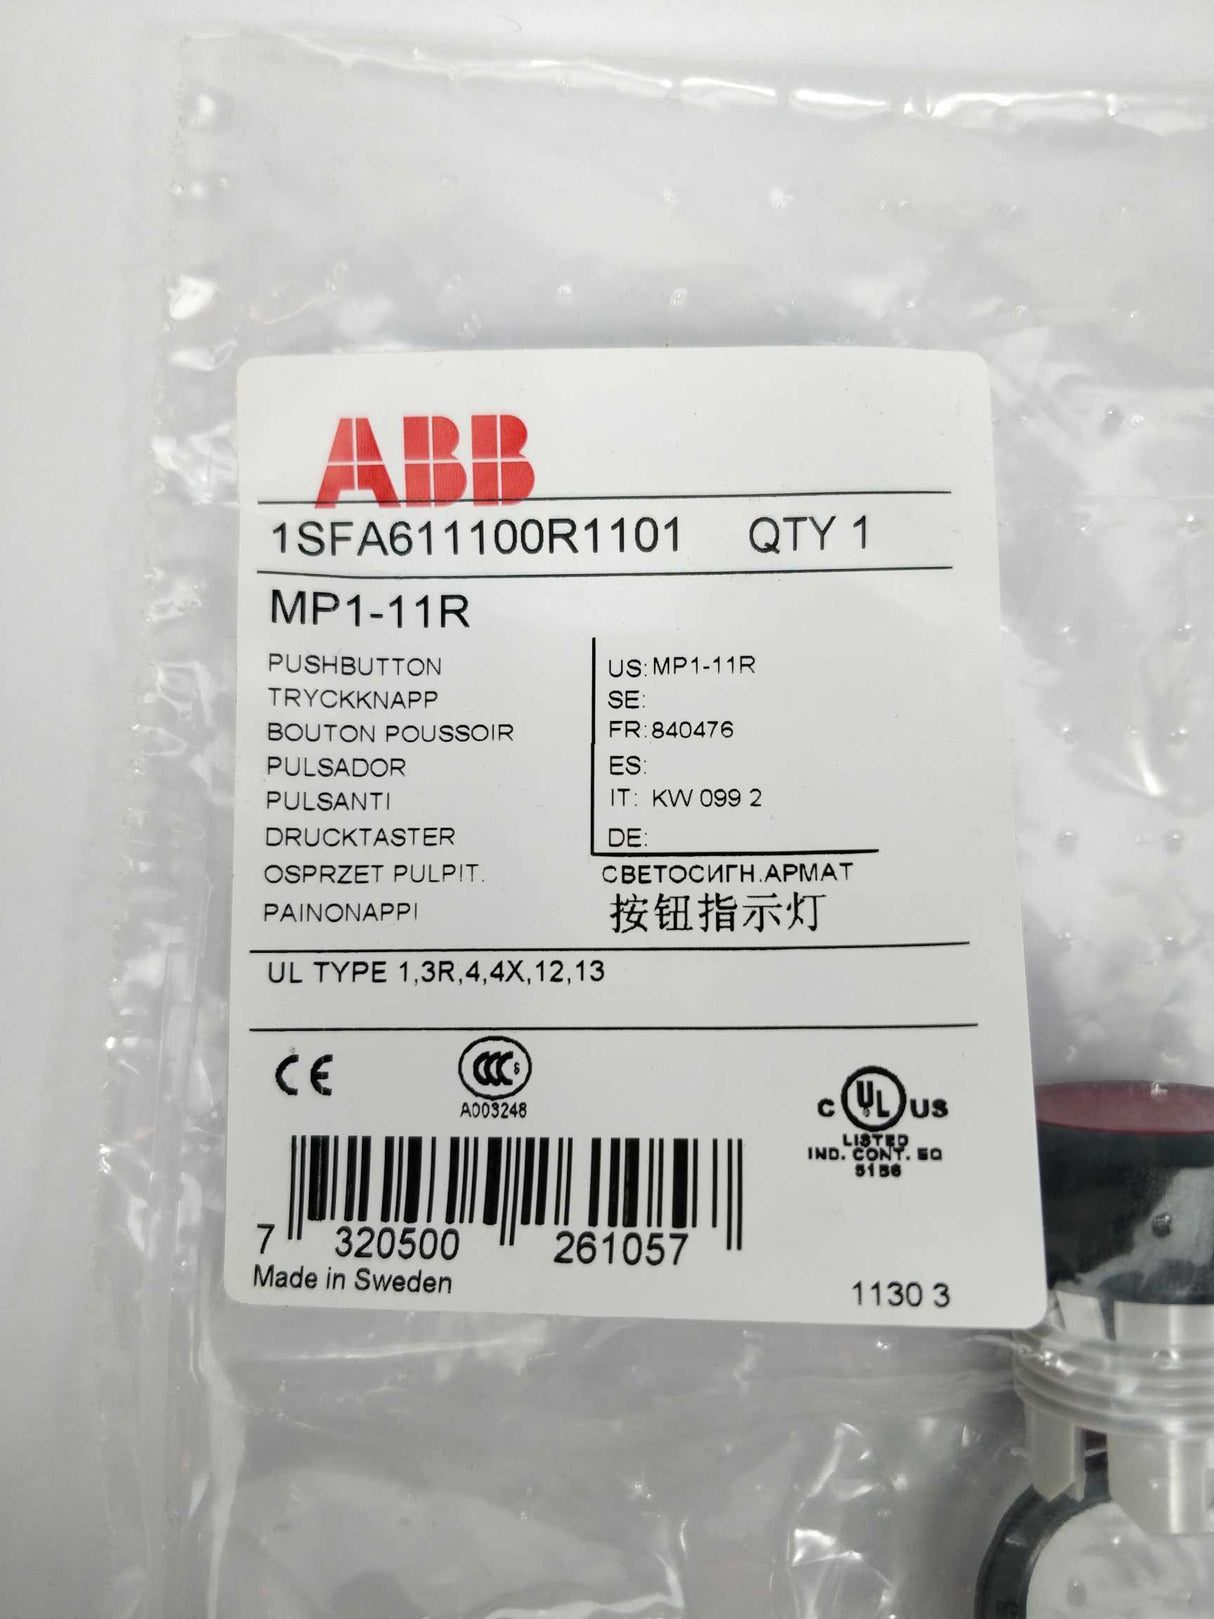 ABB
1SFA611100R1101 QTY 1
MP1-11R
PUSHBUTTON
TRYCKKNAPP
BOUTON POUSSOIR
PULSADOR
PULSANTI
DRUCKTASTER
OSPRZET PULPIT.
PAINONAPPI
US: MP1-11R
SE:
FR: 840476
ES:
IT: KW 099 2
DE:
СВЕТОСИГН.АРМАТ
按钮指示灯
UL TYPE 1,3R,4,4X,12,13
CE
CCC S
A003248
C UL US
LISTED
IND. CONT. EQ
51B6
7 320500 261057
Made in Sweden
1130 3